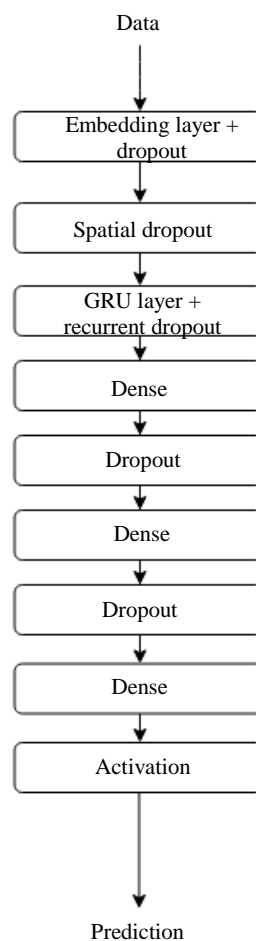 Data
Embedding layer +
dropout
Spatial dropout
GRU layer +
recurrent dropout
Dense
Dropout
Dense
Dropout
Dense
Activation
Prediction